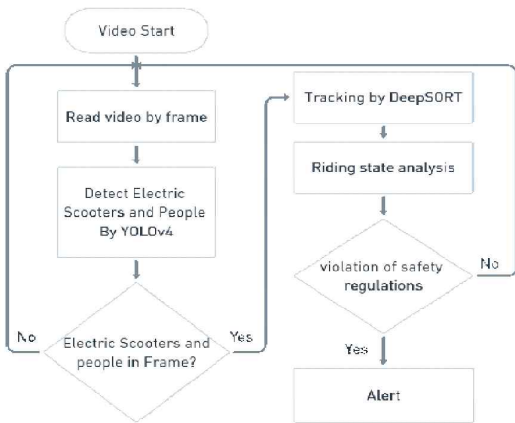 Video Start
Read video by frame
Detect Electric
Scooters and People
By YOLOv4
Electric Scooters and
people in Frame?
No
Yes
Tracking by DeepSORT
Riding state analysis
violation of safety
regulations
No
Yes
Alert